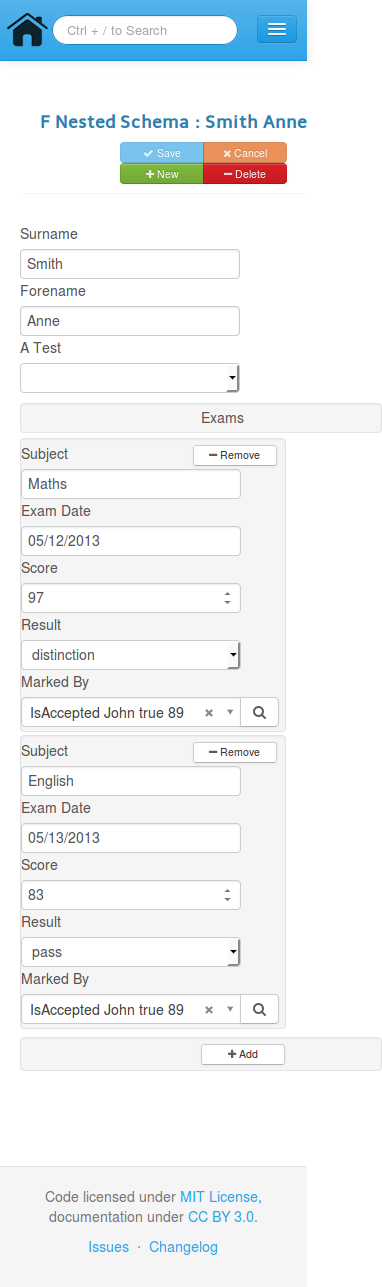 Ctrl + / to Search
F Nested Schema : Smith Anne
Save Cancel
New Delete
Surname
Smith
Forename
Anne
A Test
Exams
Subject Remove
Maths
Exam Date
05/12/2013
Score
97
Result
distinction
Marked By
IsAccepted John true 89
Subject Remove
English
Exam Date
05/13/2013
Score
83
Result
pass
Marked By
IsAccepted John true 89
Add
Code licensed under MIT License,
documentation under CC BY 3.0.
Issues · Changelog